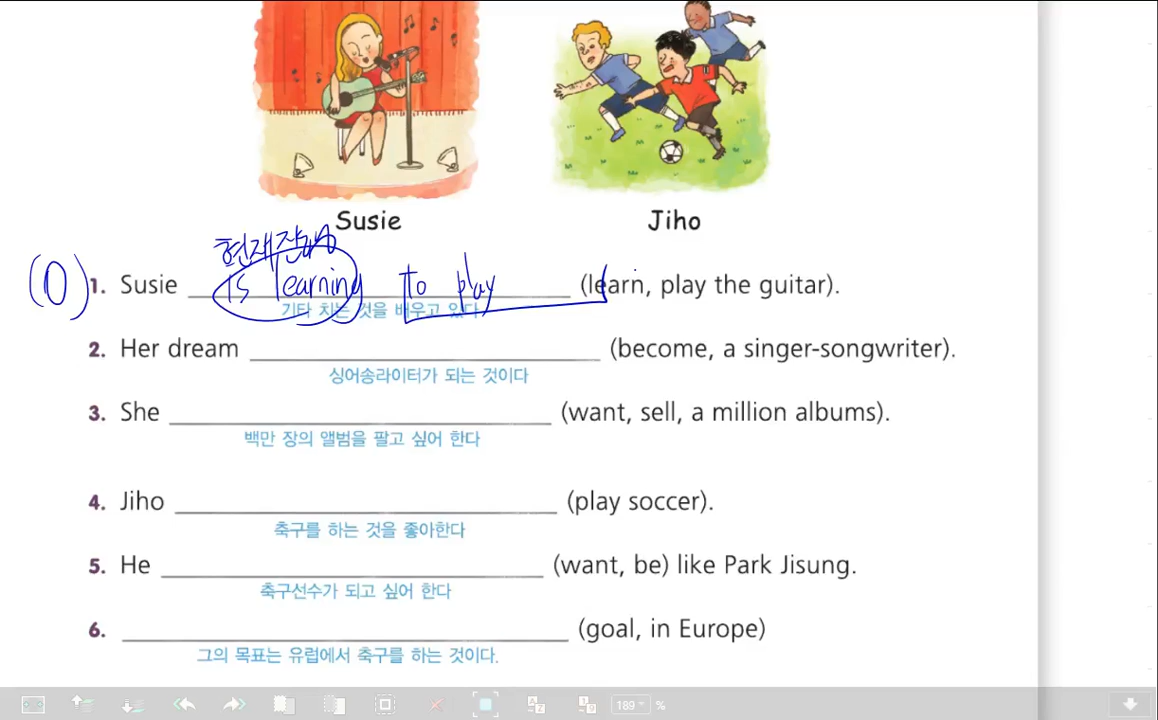 Susie
Jiho
현재진행
(0) 1. Susie is learning to play (learn, play the guitar).
기타 치는 것을 배우고 있다
2. Her dream (become, a singer-songwriter).
싱어송라이터가 되는 것이다
3. She (want, sell, a million albums).
백만 장의 앨범을 팔고 싶어 한다
4. Jiho (play soccer).
축구를 하는 것을 좋아한다
5. He (want, be) like Park Jisung.
축구선수가 되고 싶어 한다
6. (goal, in Europe)
그의 목표는 유럽에서 축구를 하는 것이다.
189 %